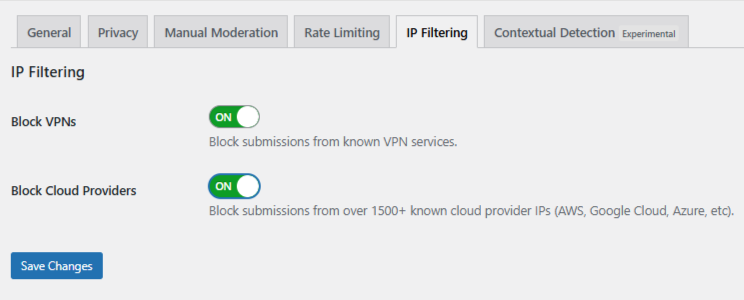 General Privacy Manual Moderation Rate Limiting IP Filtering Contextual Detection Experimental
IP Filtering
Block VPNs ON
Block submissions from known VPN services.
Block Cloud Providers ON
Block submissions from over 1500+ known cloud provider IPs (AWS, Google Cloud, Azure, etc).
Save Changes